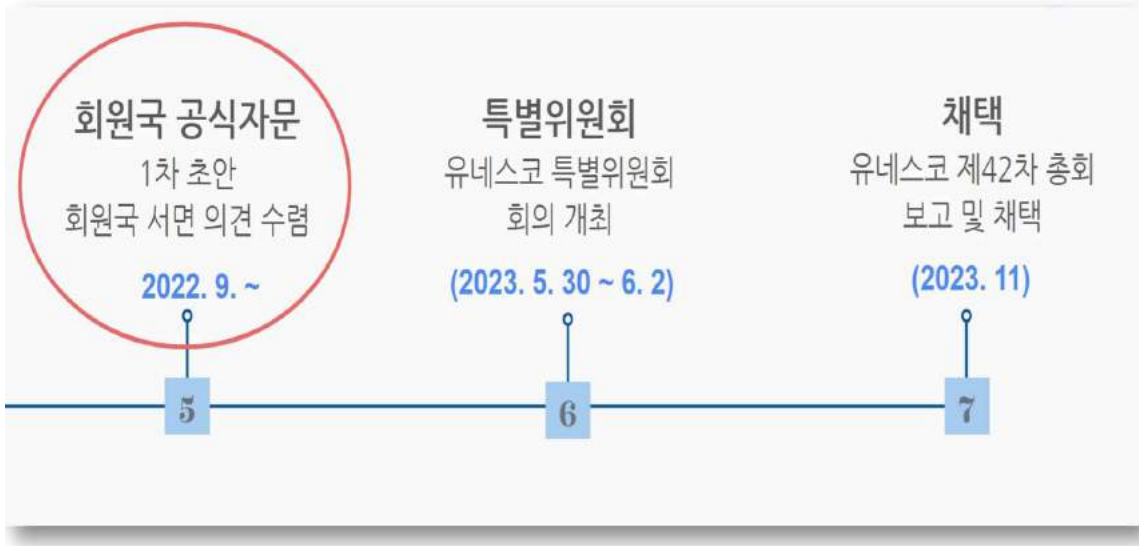 회원국 공식자문
1차 초안
회원국 서면 의견 수렴
2022. 9. ~
5
특별위원회
유네스코 특별위원회
회의 개최
(2023. 5. 30 ~ 6. 2)
6
채택
유네스코 제42차 총회
보고 및 채택
(2023. 11)
7